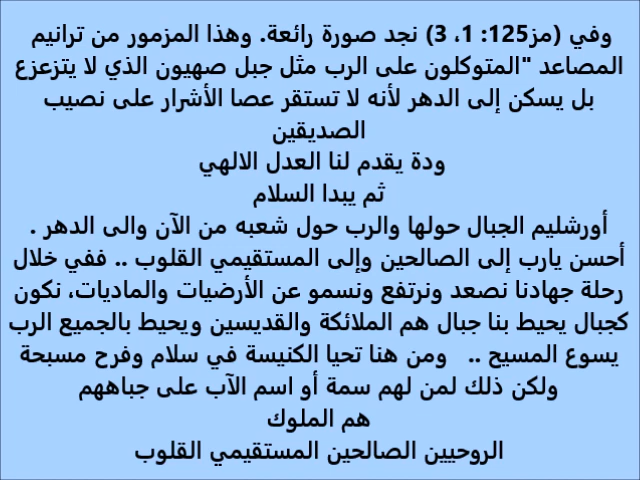 وفي (مز125: 1، 3) نجد صورة رائعة. وهذا المزمور من ترانيم
المصاعد "المتوكلون على الرب مثل جبل صهيون الذي لا يتزعزع
بل يسكن إلى الدهر لأنه لا تستقر عصا الأشرار على نصيب
الصديقين
ودة يقدم لنا العدل الالهي
ثم يبدا السلام
أورشليم الجبال حولها والرب حول شعبه من الآن والى الدهر .
أحسن يارب إلى الصالحين وإلى المستقيمي القلوب .. ففي خلال
رحلة جهادنا نصعد ونرتفع ونسمو عن الأرضيات والماديات، نكون
كجبال يحيط بنا جبال هم الملائكة والقديسين ويحيط بالجميع الرب
يسوع المسيح .. ومن هنا تحيا الكنيسة في سلام وفرح مسبحة
ولكن ذلك لمن لهم سمة أو اسم الآب على جباههم
هم الملوك
الروحيين الصالحين المستقيمي القلوب